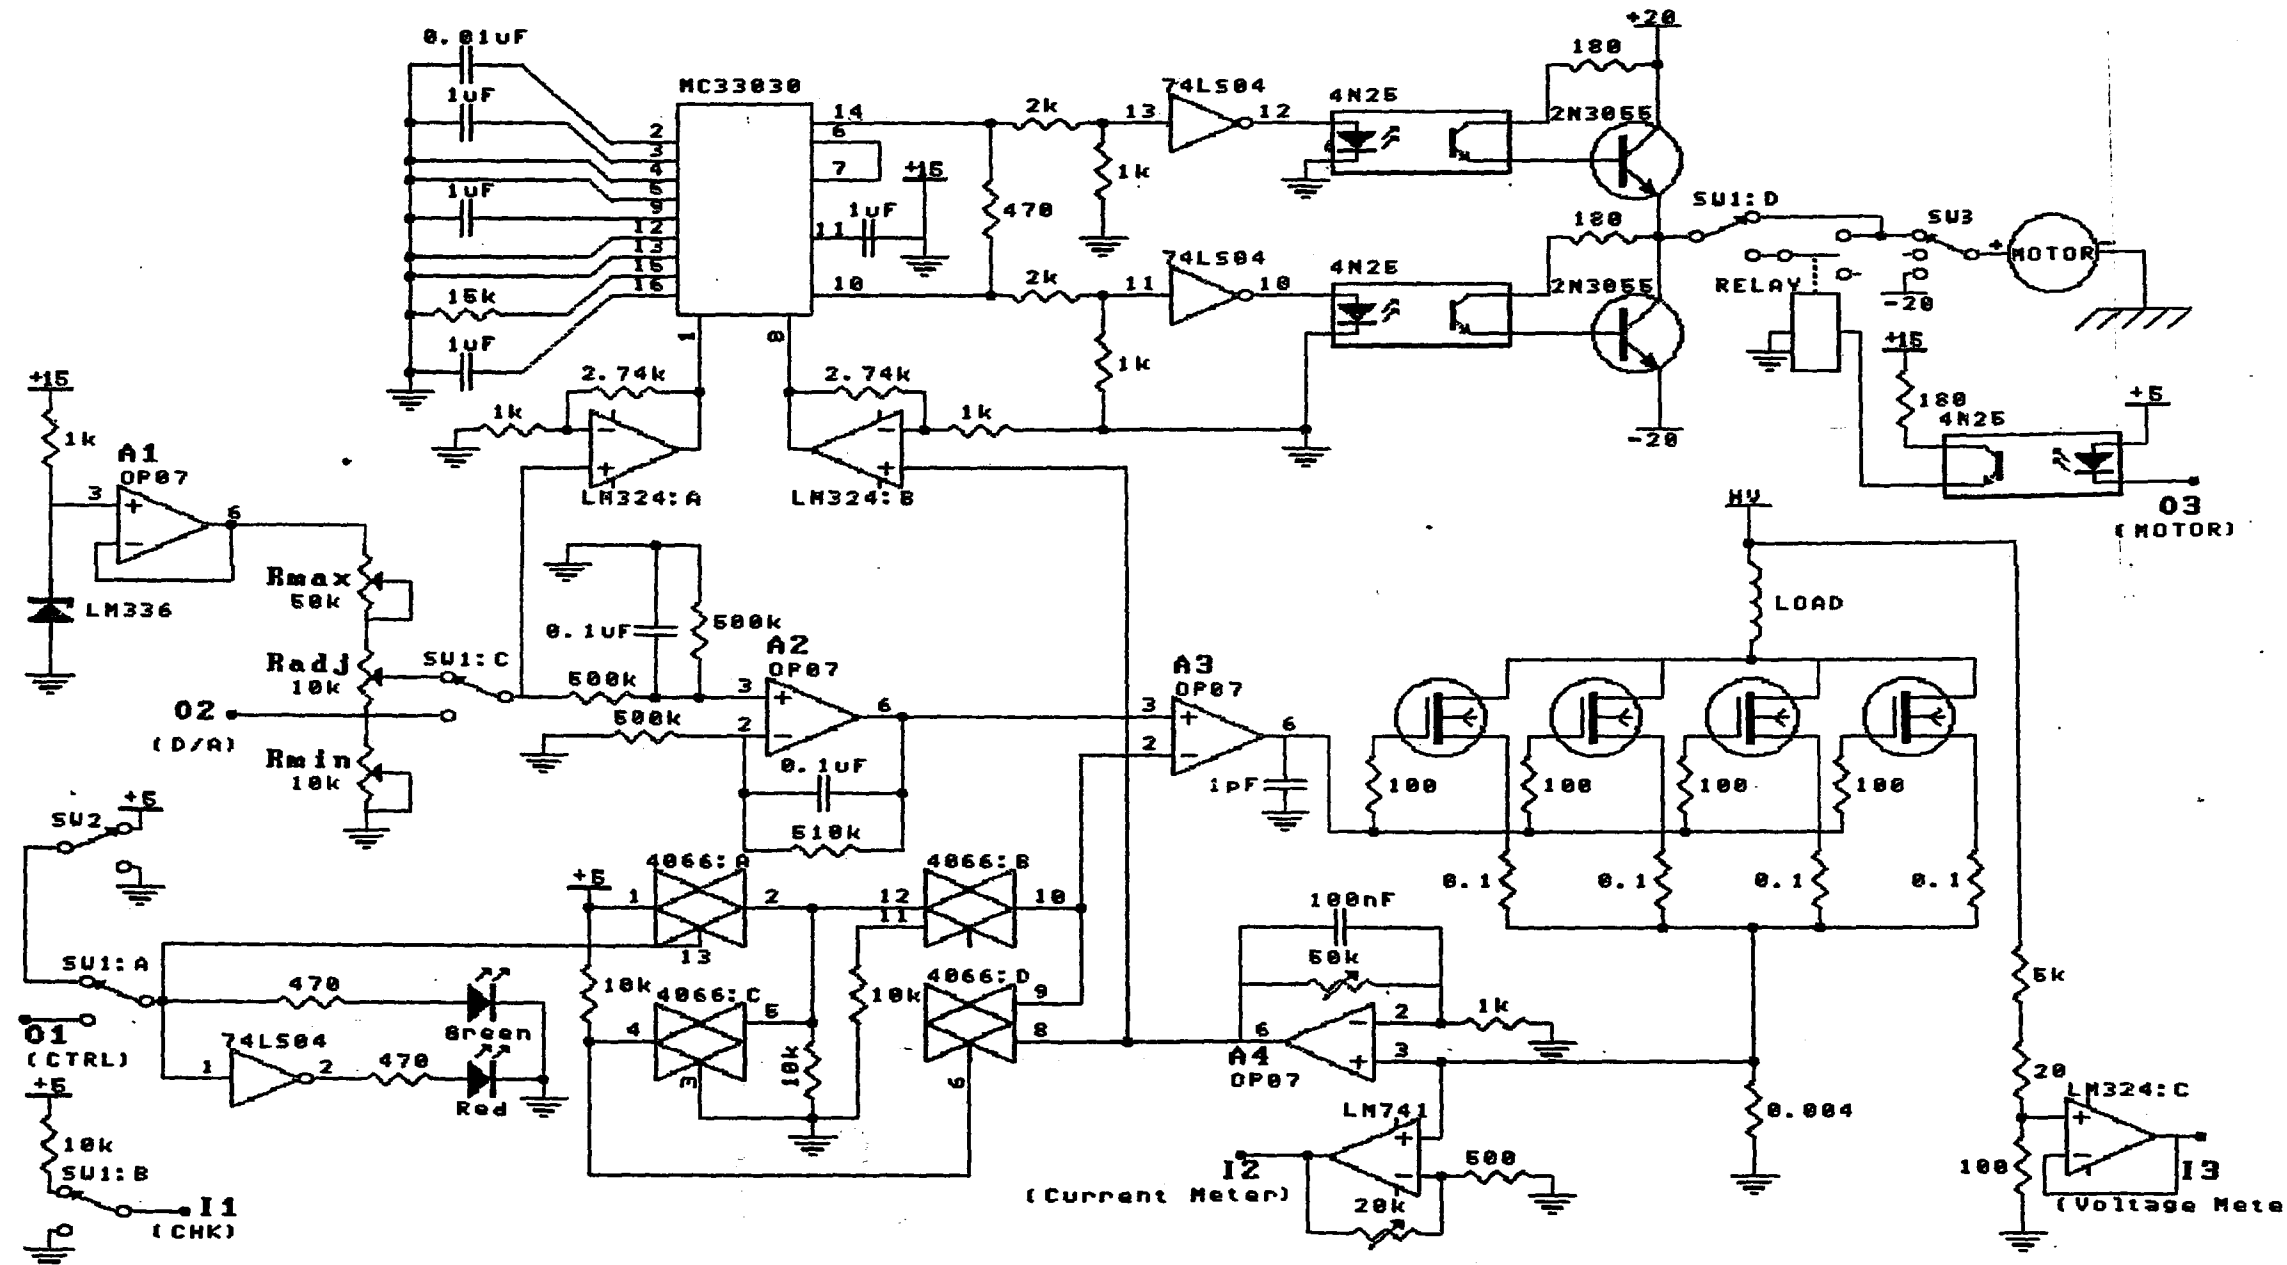 0.01uF
1uF
1uF
15k
1uF
MC33030
2
3
4
5
9
12
13
15
16
14
6
7
11
10
1
8
+15
1uF
470
2k
1k
2k
1k
13
74LS04
12
11
74LS04
10
4N25
4N25
180
+20
2N3055
180
2N3055
-20
SW1:D
SW3
+
MOTOR
-20
RELAY
+15
180
4N25
+5
O3
(MOTOR)
2.74k
1k
LM324:A
2.74k
1k
LM324:B
+15
1k
A1
OP07
3
6
LM336
Rmax
50k
Radj
10k
Rmin
10k
SW1:C
O2
(D/A)
0.1uF
500k
500k
500k
A2
OP07
3
2
6
0.1uF
510k
A3
OP07
3
2
6
1pF
HV
LOAD
100
100
100
100
0.1
0.1
0.1
0.1
SW2
+5
SW1:A
O1
(CTRL)
+5
10k
SW1:B
I1
(CHK)
470
Green
74LS04
1
2
470
Red
+5
10k
4066:A
1
2
13
4066:C
4
5
3
10k
10k
4066:B
12
11
10
4066:D
9
8
6
100nF
50k
1k
2
3
6
A4
OP07
LM741
500
20k
I2
(Current Meter)
0.004
5k
20
100
LM324:C
I3
(Voltage Mete